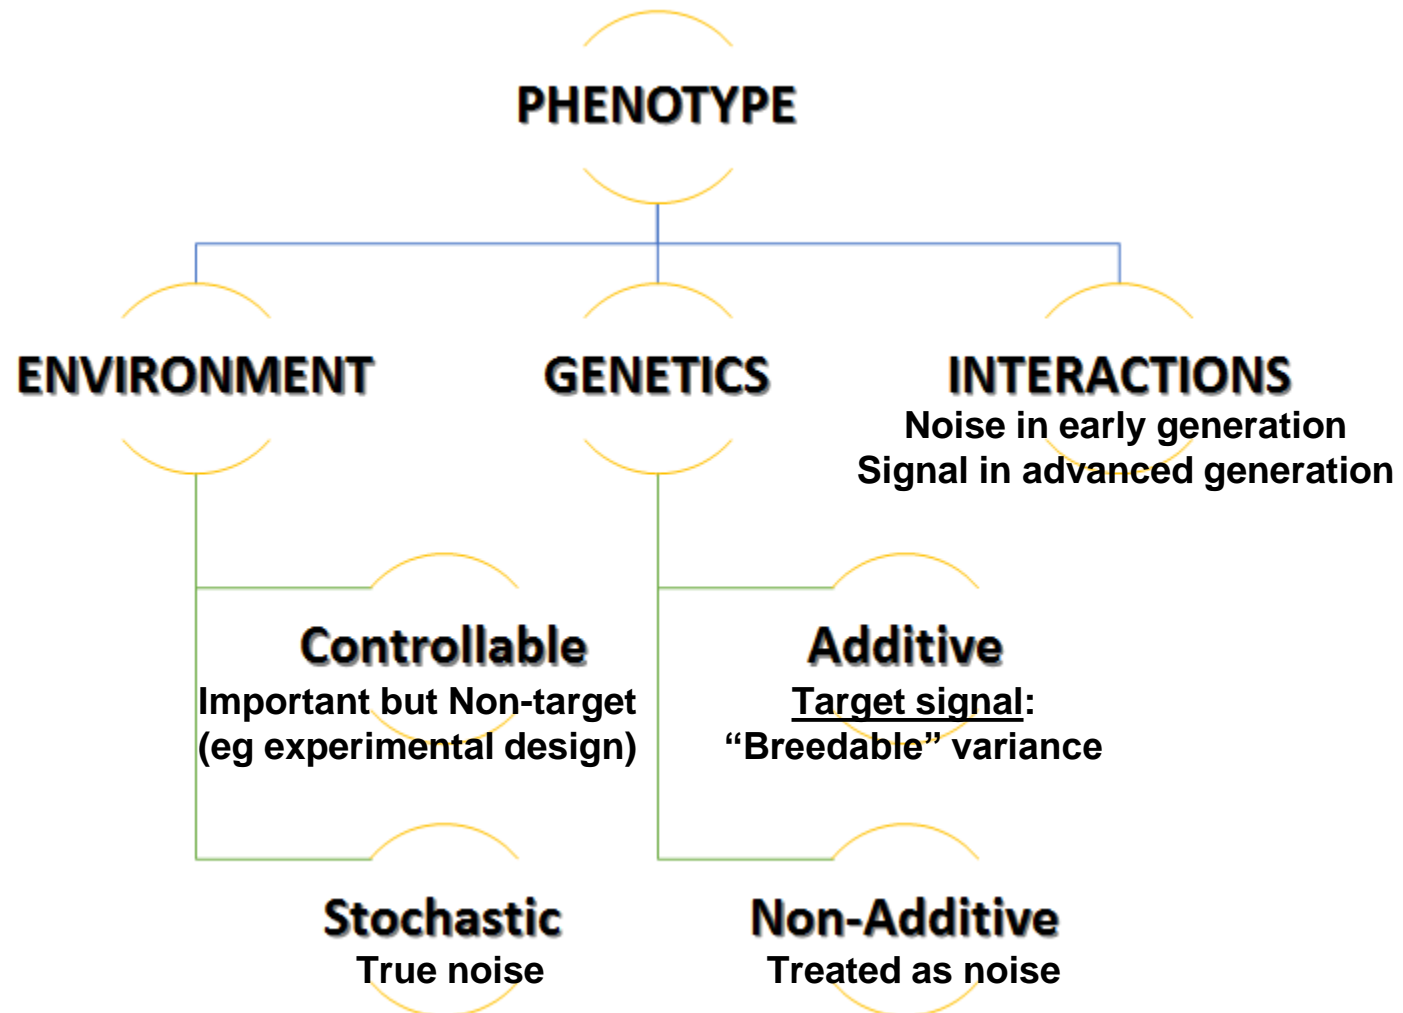 PHENOTYPE
ENVIRONMENT
GENETICS
INTERACTIONS
Noise in early generation
Signal in advanced generation
Controllable
Important but Non-target
(eg experimental design)
Additive
Target signal:
“Breedable” variance
Stochastic
True noise
Non-Additive
Treated as noise